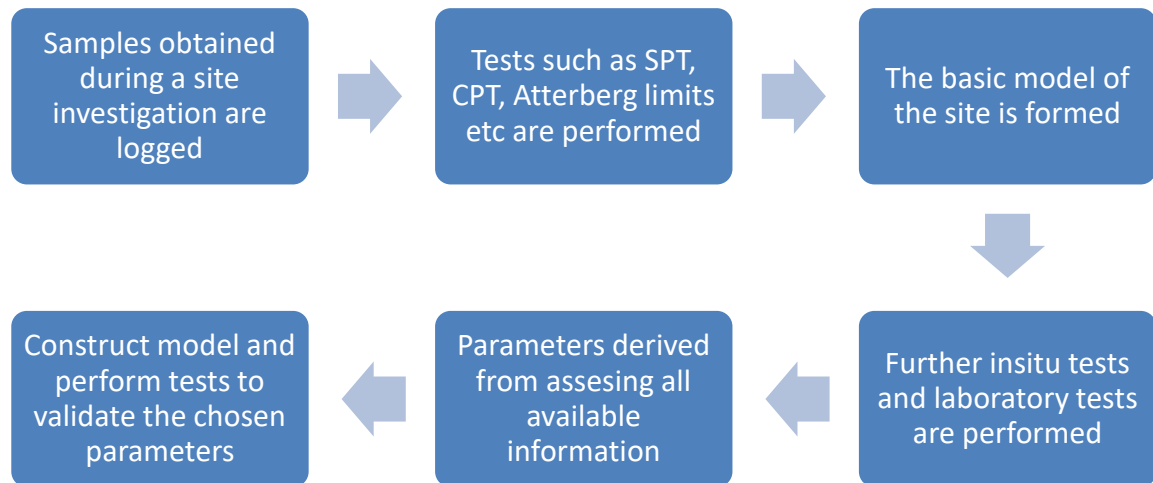 Samples obtained
during a site
investigation are
logged
Tests such as SPT,
CPT, Atterberg limits
etc are performed
The basic model of
the site is formed
Further insitu tests
and laboratory tests
are performed
Parameters derived
from assesing all
available
information
Construct model and
perform tests to
validate the chosen
parameters